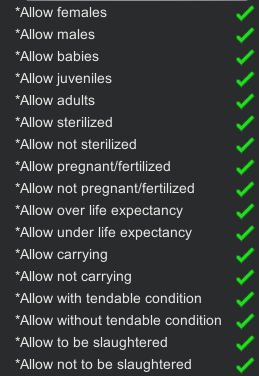 *Allow females
*Allow males
*Allow babies
*Allow juveniles
*Allow adults
*Allow sterilized
*Allow not sterilized
*Allow pregnant/fertilized
*Allow not pregnant/fertilized
*Allow over life expectancy
*Allow under life expectancy
*Allow carrying
*Allow not carrying
*Allow with tendable condition
*Allow without tendable condition
*Allow to be slaughtered
*Allow not to be slaughtered